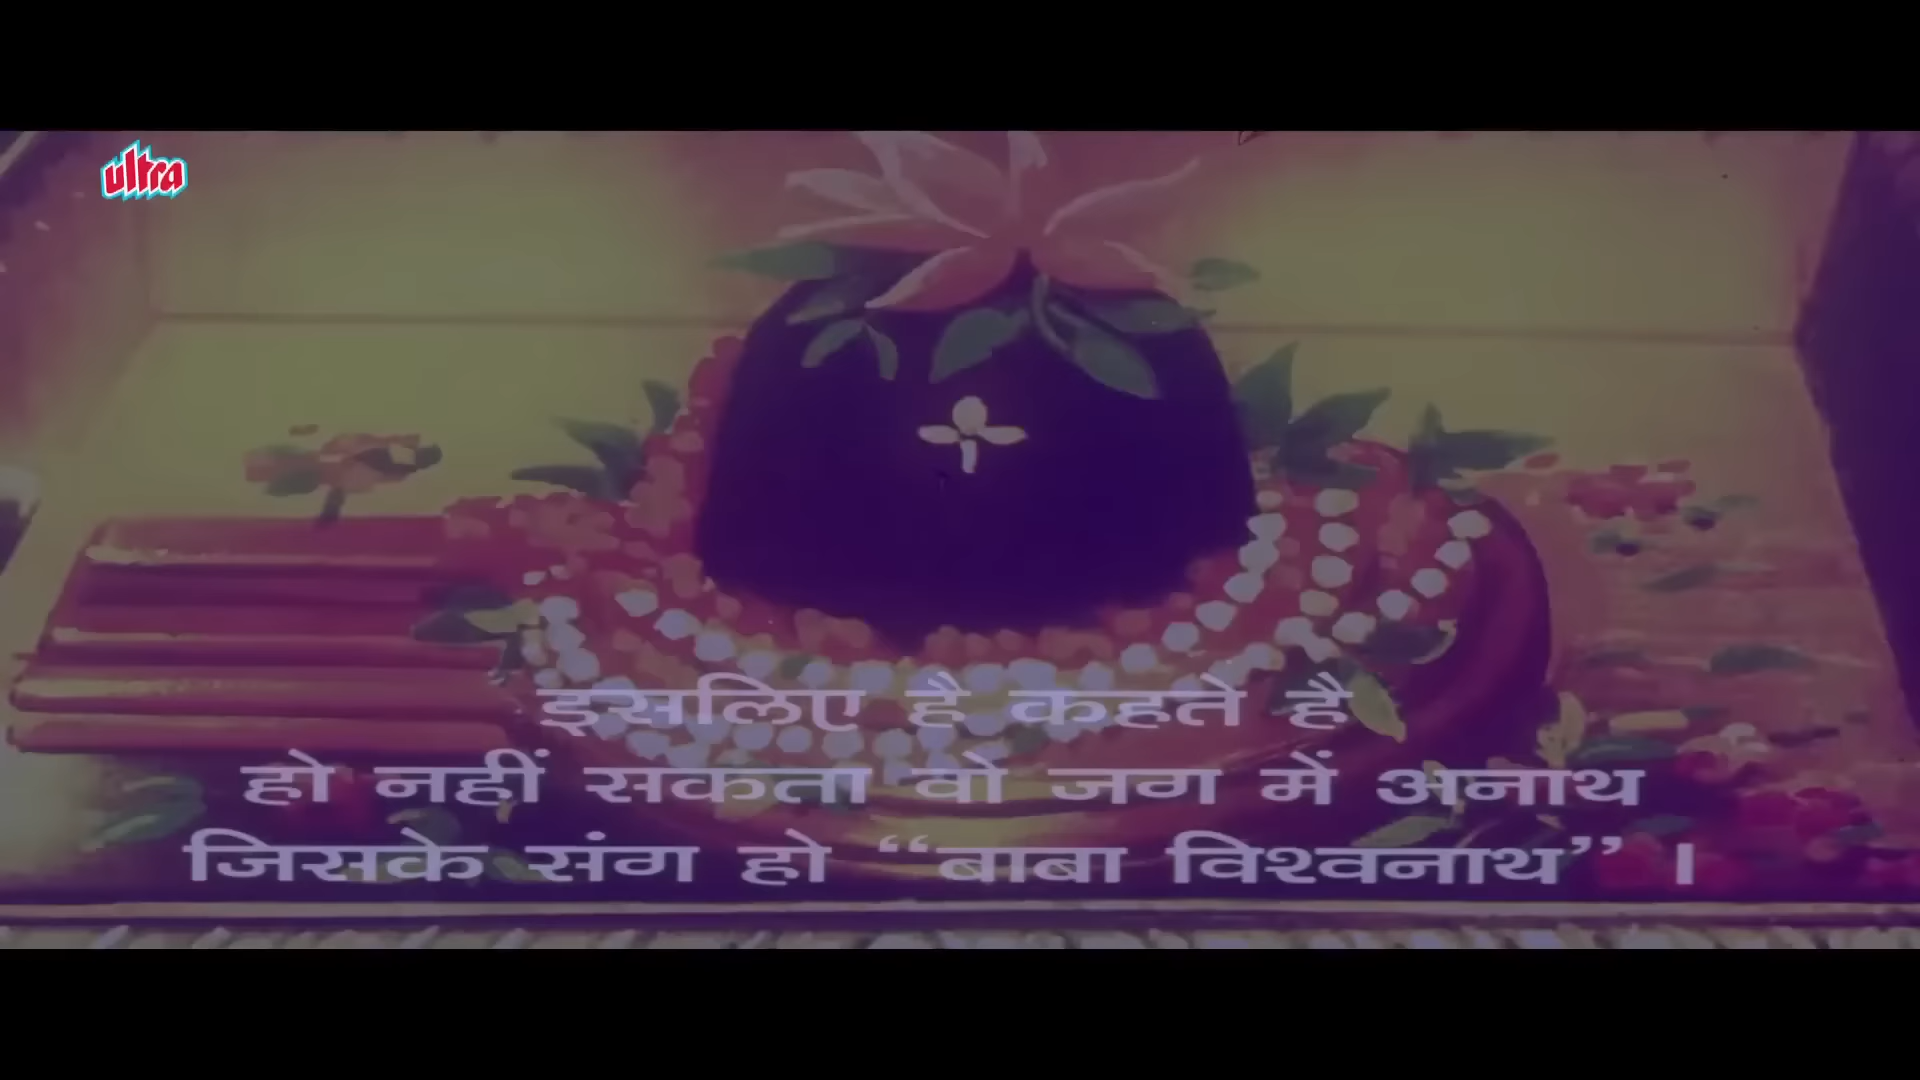 ultra
इसलिए है कहते है
हो नहीं सकता वो जग में अनाथ
जिसके संग हो “बाबा विश्वनाथ” ।